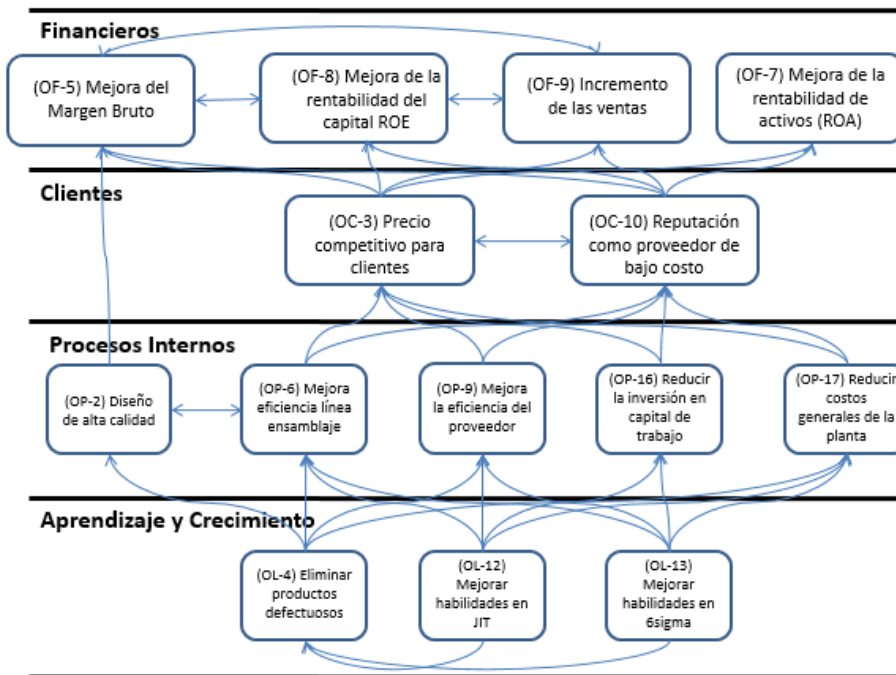 Financieros
(OF-5) Mejora del
Margen Bruto
(OF-8) Mejora de la
rentabilidad del
capital ROE
(OF-9) Incremento
de las ventas
(OF-7) Mejora de la
rentabilidad de
activos (ROA)
Clientes
(OC-3) Precio
competitivo para
clientes
(OC-10) Reputación
como proveedor de
bajo costo
Procesos Internos
(OP-2) Diseño
de alta calidad
(OP-6) Mejora
eficiencia línea
ensamblaje
(OP-9) Mejora
la eficiencia del
proveedor
(OP-16) Reducir
la inversión en
capital de
trabajo
(OP-17) Reducir
costos
generales de la
planta
Aprendizaje y Crecimiento
(OL-4) Eliminar
productos
defectuosos
(OL-12)
Mejorar
habilidades en
JIT
(OL-13)
Mejorar
habilidades en
6sigma